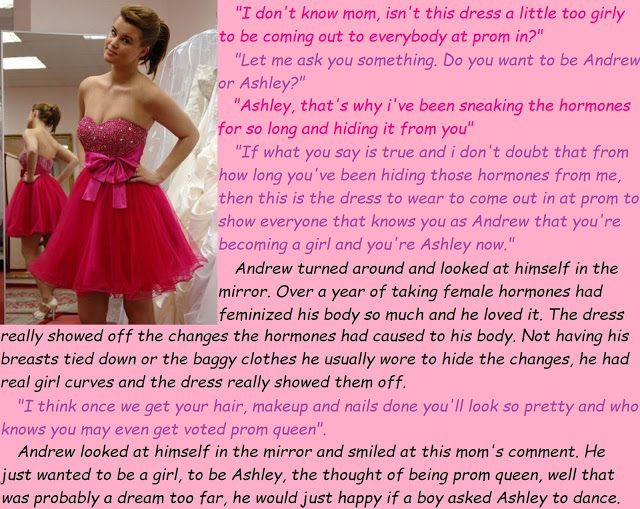 "I don't know mom, isn't this dress a little too girly
to be coming out to everybody at prom in?"
"Let me ask you something. Do you want to be Andrew
or Ashley?"
"Ashley, that's why i've been sneaking the hormones
for so long and hiding it from you"
"If what you say is true and i don't doubt that from
how long you've been hiding those hormones from me,
then this is the dress to wear to come out in at prom to
show everyone that knows you as Andrew that you're
becoming a girl and you're Ashley now."
Andrew turned around and looked at himself in the
mirror. Over a year of taking female hormones had
feminized his body so much and he loved it. The dress
really showed off the changes the hormones had caused to his body. Not having his
breasts tied down or the baggy clothes he usually wore to hide the changes, he had
real girl curves and the dress really showed them off.
"I think once we get your hair, makeup and nails done you'll look so pretty and who
knows you may even get voted prom queen".
Andrew looked at himself in the mirror and smiled at this mom's comment. He
just wanted to be a girl, to be Ashley, the thought of being prom queen, well that
was probably a dream too far, he would just happy if a boy asked Ashley to dance.